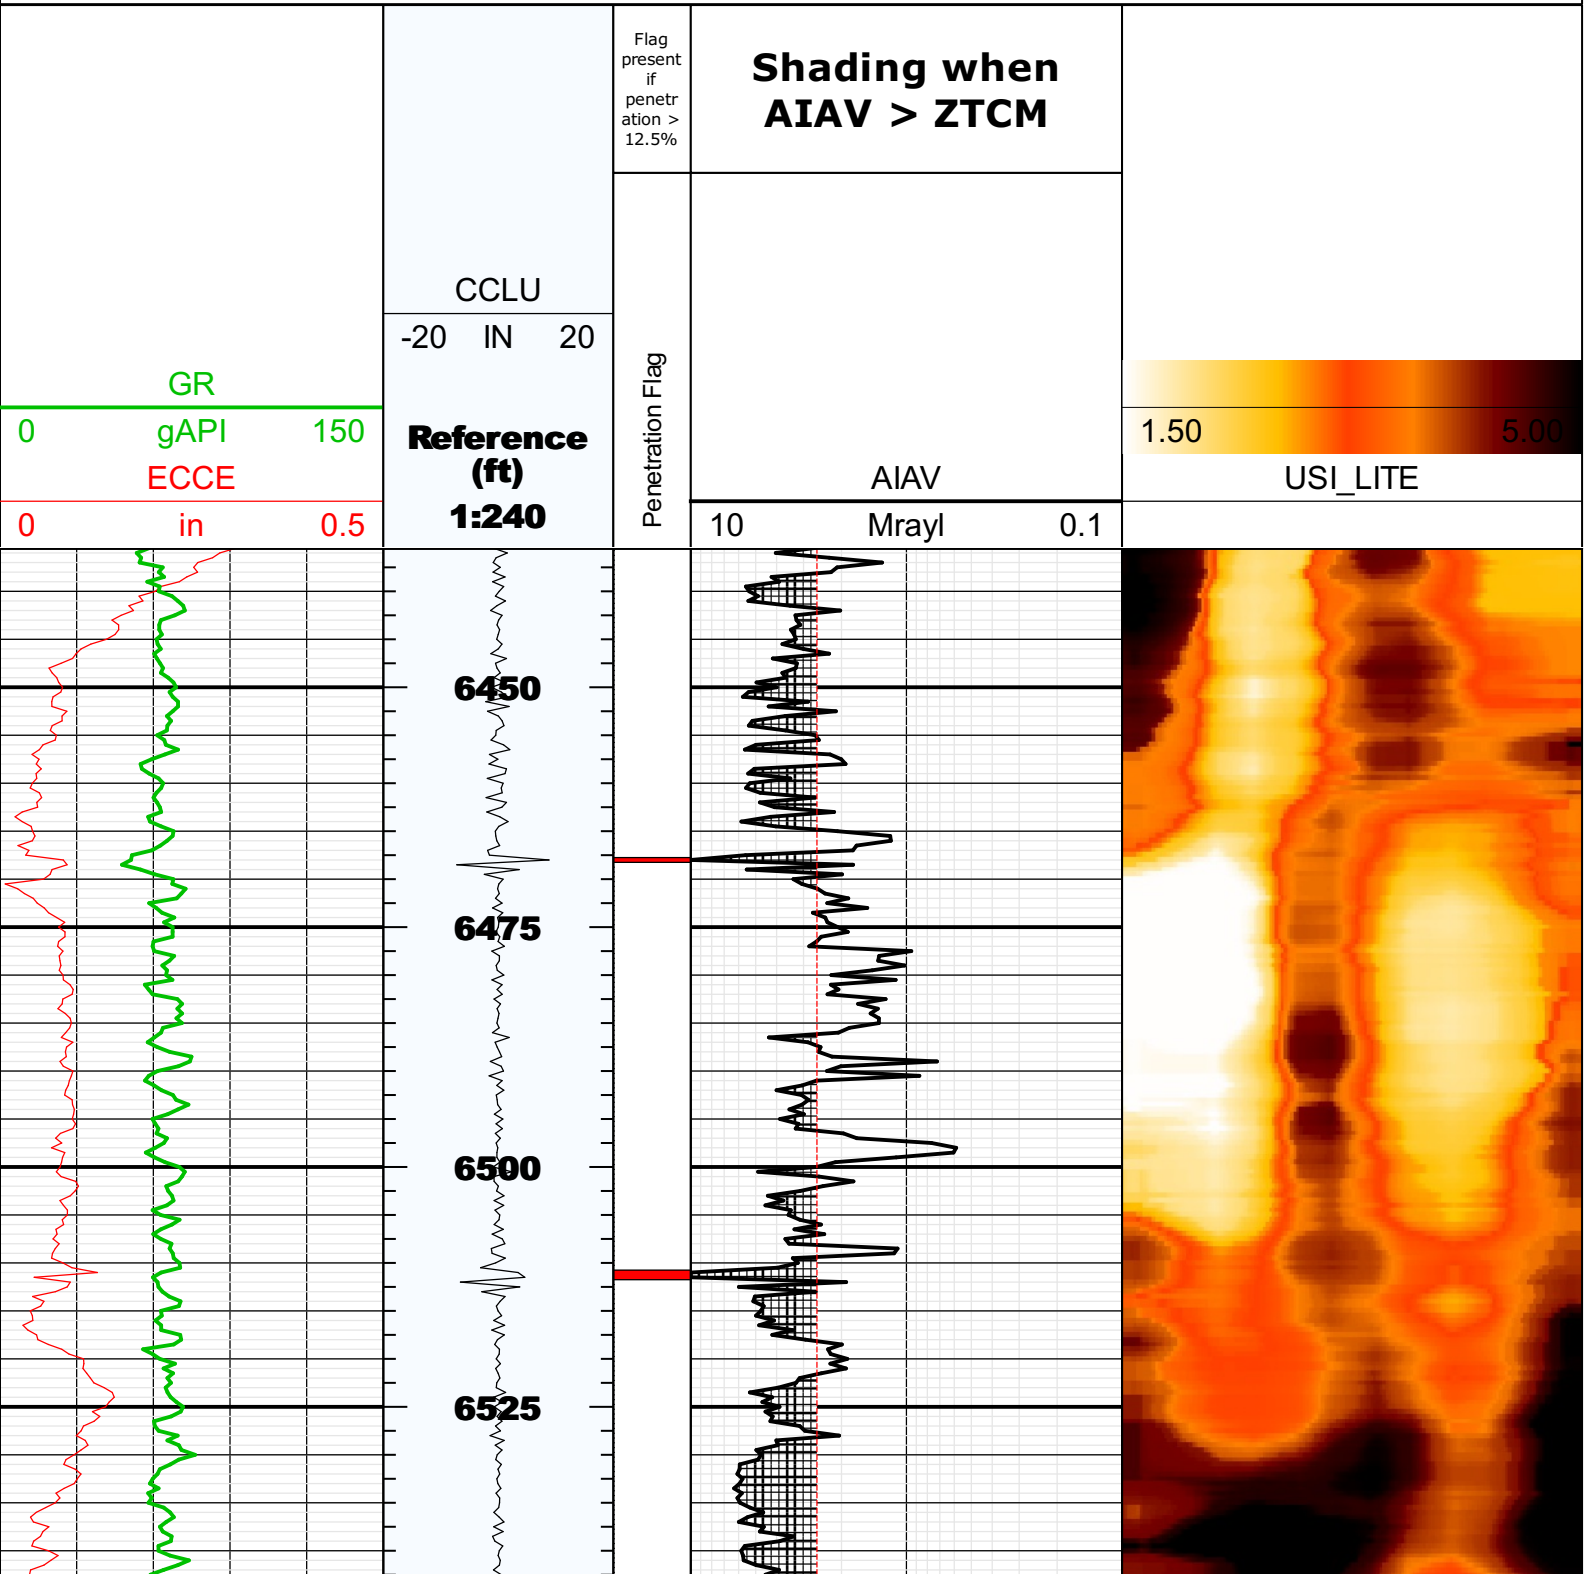 Flag
present
if
penetr
ation >
12.5%
Shading when
AIAV > ZTCM
CCLU
-20 IN 20
GR
0 gAPI 150
ECCE
0 in 0.5
Reference
(ft)
1:240
Penetration Flag
AIAV
10 Mrayl 0.1
1.50 5.00
USI_LITE
6450
6475
6500
6525